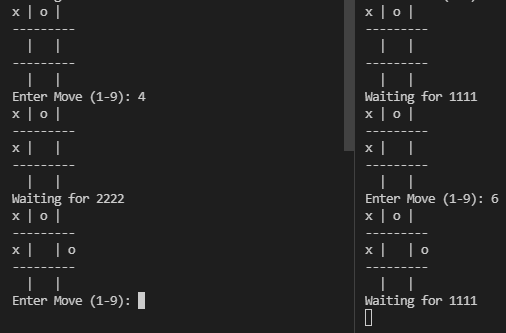 x | o |
---------
  |   |
---------
  |   |
Enter Move (1-9): 4
x | o |
---------
x |   |
---------
  |   |
Waiting for 2222
x | o |
---------
x |   | o
---------
  |   |
Enter Move (1-9):
x | o |
---------
  |   |
---------
  |   |
Waiting for 1111
x | o |
---------
x |   |
---------
  |   |
Enter Move (1-9): 6
x | o |
---------
x |   | o
---------
  |   |
Waiting for 1111